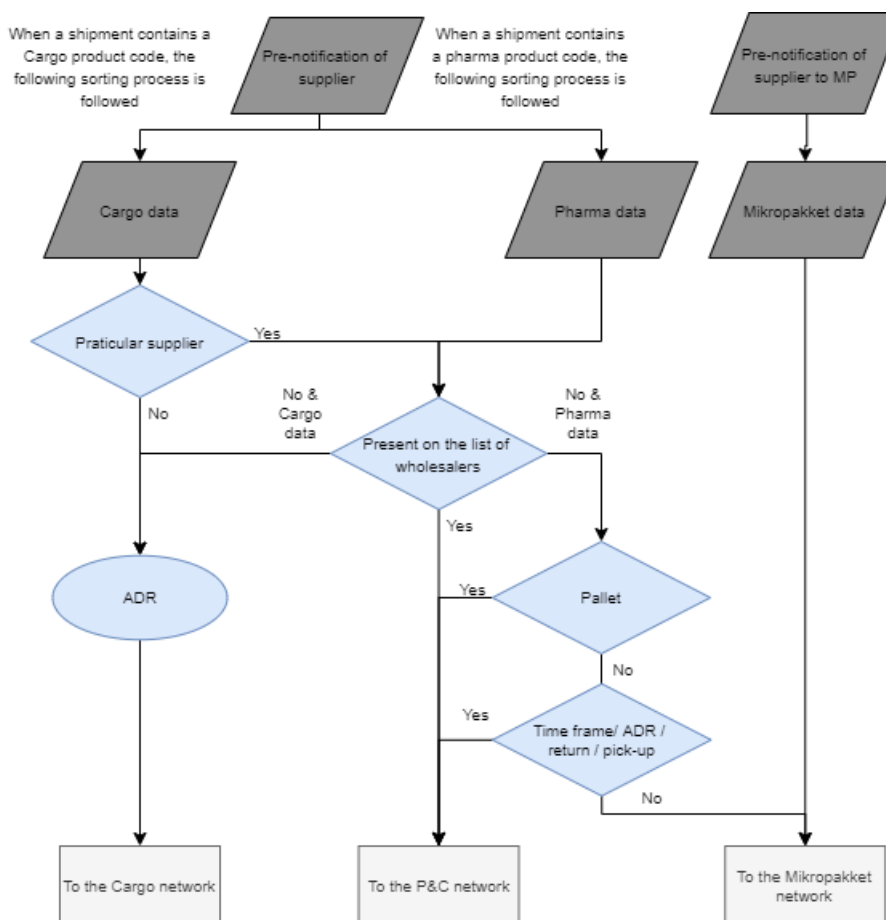 When a shipment contains a
Cargo product code, the
following sorting process is
followed
Pre-notification of
supplier
When a shipment contains
a pharma product code, the
following sorting process is
followed
Pre-notification of
supplier to MP
Cargo data
Pharma data
Mikropakket data
Praticular supplier
Yes
No
No &
Cargo
data
No &
Pharma
data
Present on the list of
wholesalers
Yes
ADR
Yes
Pallet
No
Yes
Time frame/ ADR /
return / pick-up
No
To the Cargo network
To the P&C network
To the Mikropakket
network